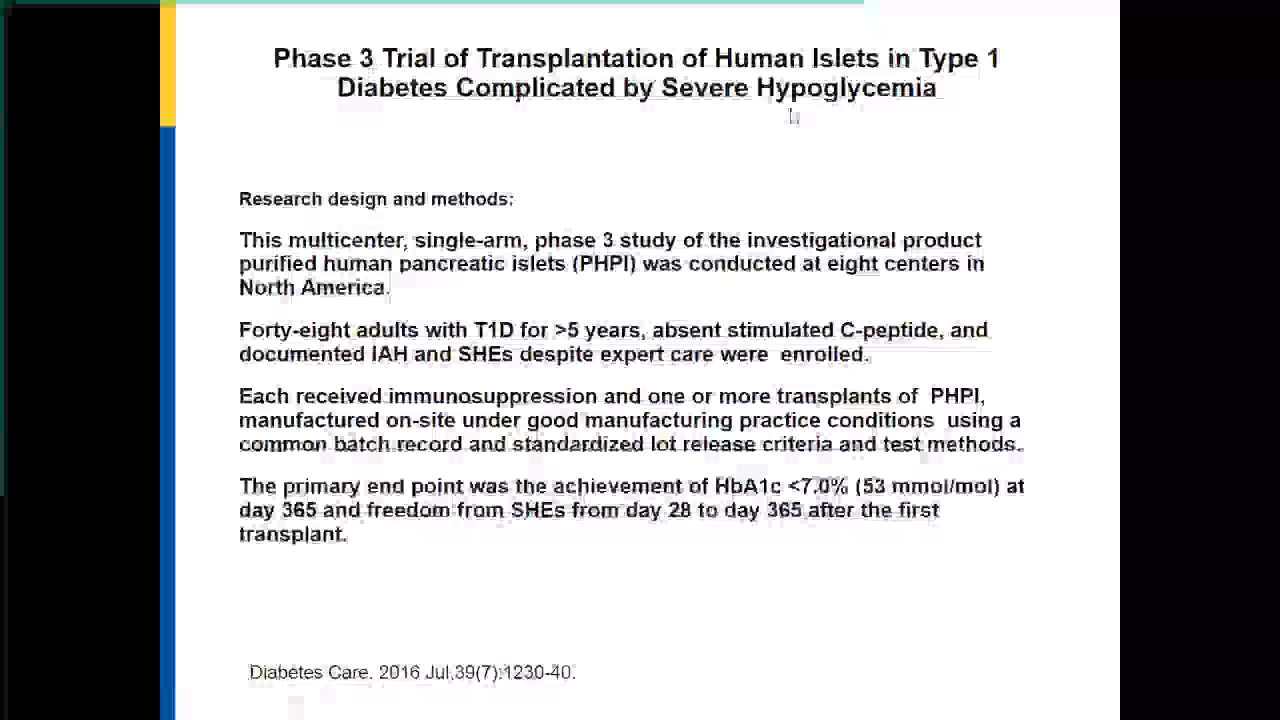 Phase 3 Trial of Transplantation of Human Islets in Type 1
Diabetes Complicated by Severe Hypoglycemia
Research design and methods:
This multicenter, single-arm, phase 3 study of the investigational product
purified human pancreatic islets (PHPI) was conducted at eight centers in
North America.
Forty-eight adults with T1D for >5 years, absent stimulated C-peptide, and
documented IAH and SHEs despite expert care were enrolled.
Each received immunosuppression and one or more transplants of PHPI,
manufactured on-site under good manufacturing practice conditions using a
common batch record and standardized lot release criteria and test methods.
The primary end point was the achievement of HbA1c <7.0% (53 mmol/mol) at
day 365 and freedom from SHEs from day 28 to day 365 after the first
transplant.
Diabetes Care. 2016 Jul;39(7):1230-40.